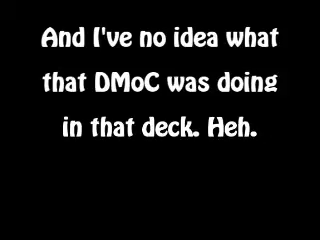 And I've no idea what
that DMoC was doing
in that deck. Heh.